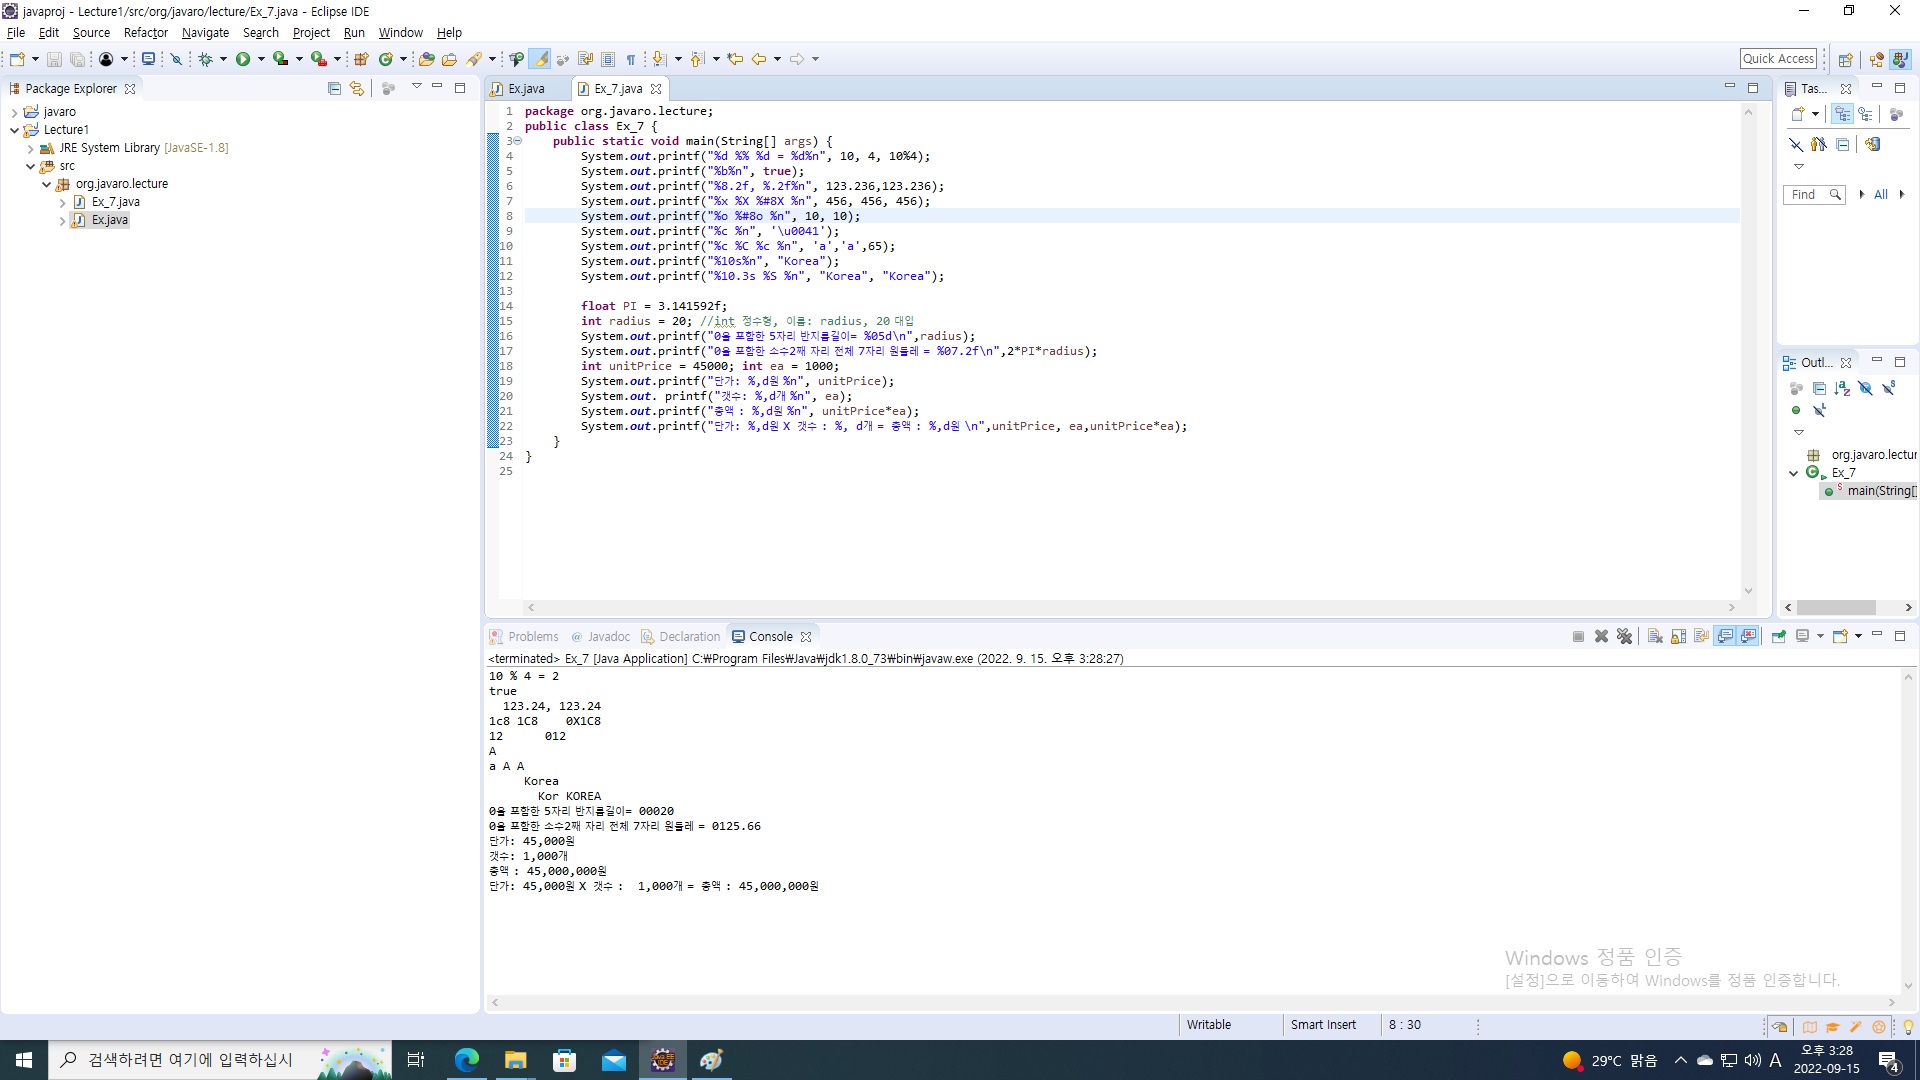 javaproj - Lecture1/src/org/javaro/lecture/Ex_7.java - Eclipse IDE
File Edit Source Refactor Navigate Search Project Run Window Help
Quick Access
Package Explorer
javaro
Lecture1
JRE System Library [JavaSE-1.8]
src
org.javaro.lecture
Ex_7.java
Ex.java
Ex.java
Ex_7.java
1 package org.javaro.lecture;
2 public class Ex_7 {
3 public static void main(String[] args) {
4 System.out.printf("%d %% %d = %d%n", 10, 4, 10%4);
5 System.out.printf("%b%n", true);
6 System.out.printf("%8.2f, %.2f%n", 123.236,123.236);
7 System.out.printf("%x %X %#8X %n", 456, 456, 456);
8 System.out.printf("%o %#8o %n", 10, 10);
9 System.out.printf("%c %n", '\u0041');
10 System.out.printf("%c %C %c %n", 'a','a',65);
11 System.out.printf("%10s%n", "Korea");
12 System.out.printf("%10.3s %S %n", "Korea", "Korea");
13
14 float PI = 3.141592f;
15 int radius = 20; //int 정수형, 이름: radius, 20 대입
16 System.out.printf("0을 포함한 5자리 반지름길이= %05d\n",radius);
17 System.out.printf("0을 포함한 소수2째 자리 전체 7자리 원둘레 = %07.2f\n",2*PI*radius);
18 int unitPrice = 45000; int ea = 1000;
19 System.out.printf("단가: %,d원 %n", unitPrice);
20 System.out. printf("갯수: %,d개 %n", ea);
21 System.out.printf("총액 : %,d원 %n", unitPrice*ea);
22 System.out.printf("단가: %,d원 X 갯수 : %, d개 = 총액 : %,d원 \n",unitPrice, ea,unitPrice*ea);
23 }
24 }
25
Tas...
Find All
Outl...
org.javaro.lectur
Ex_7
main(String[]
Problems Javadoc Declaration Console
<terminated> Ex_7 [Java Application] C:₩Program Files₩Java₩jdk1.8.0_73₩bin₩javaw.exe (2022. 9. 15. 오후 3:28:27)
10 % 4 = 2
true
123.24, 123.24
1c8 1C8 0X1C8
12 012
A
a A A
Korea
Kor KOREA
0을 포함한 5자리 반지름길이= 00020
0을 포함한 소수2째 자리 전체 7자리 원둘레 = 0125.66
단가: 45,000원
갯수: 1,000개
총액 : 45,000,000원
단가: 45,000원 X 갯수 : 1,000개 = 총액 : 45,000,000원
Windows 정품 인증
[설정]으로 이동하여 Windows를 정품 인증합니다.
Writable Smart Insert 8 : 30
검색하려면 여기에 입력하십시
29°C 맑음 A 오후 3:28
2022-09-15 4